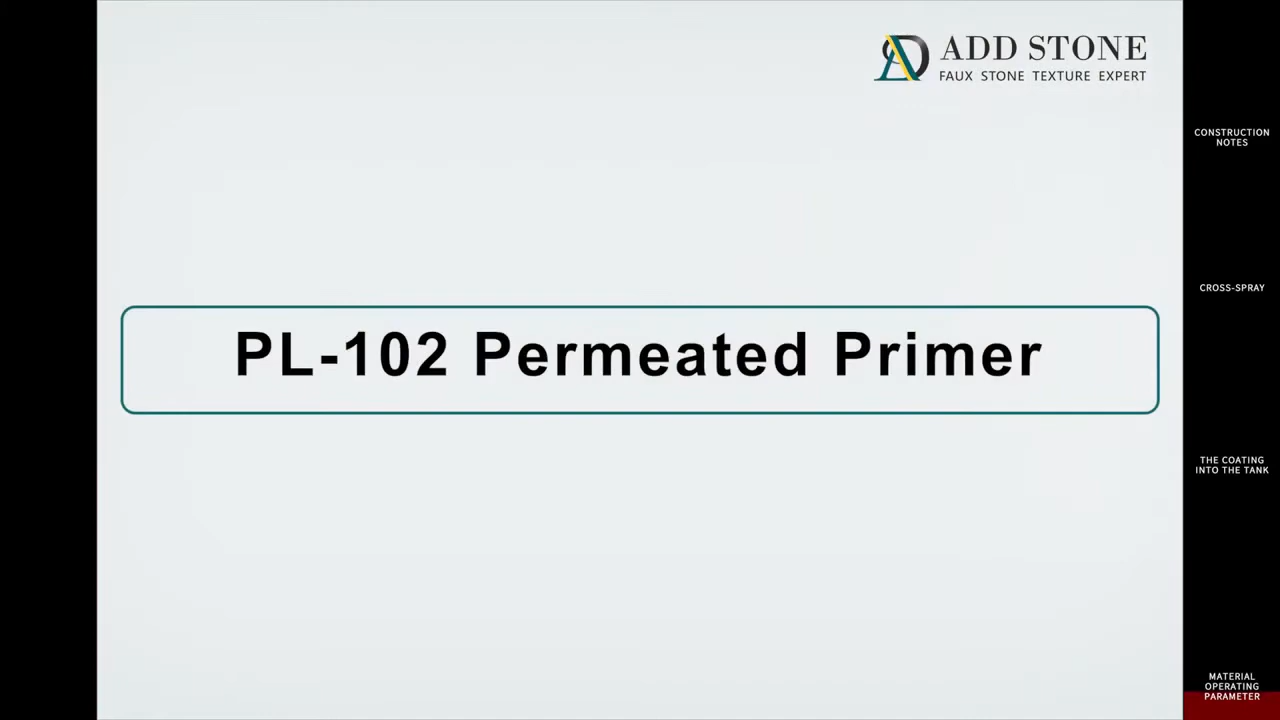 ADD STONE
FAUX STONE TEXTURE EXPERT
PL-102 Permeated Primer
CONSTRUCTION
NOTES
CROSS-SPRAY
THE COATING
INTO THE TANK
MATERIAL
OPERATING
PARAMETER